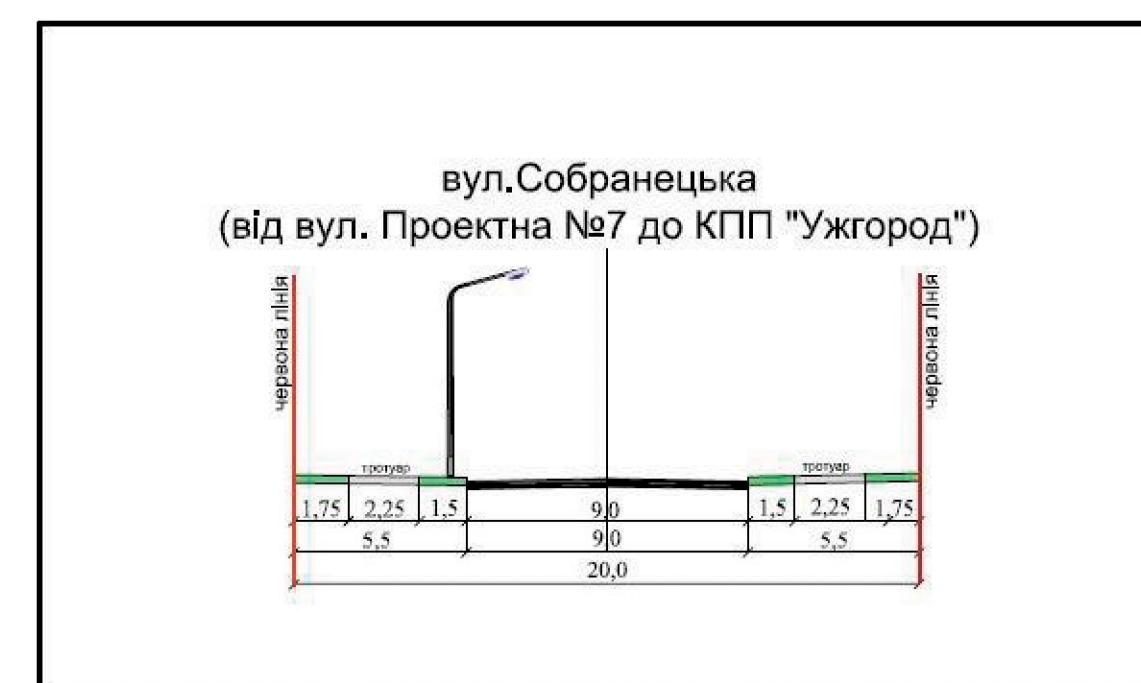 вул.Собранецька
(від вул. Проектна №7 до КПП "Ужгород")
червона лінія
червона лінія
тротуар
тротуар
1,75 2,25 1,5 9,0 1,5 2,25 1,75
5,5 9,0 5,5
20,0